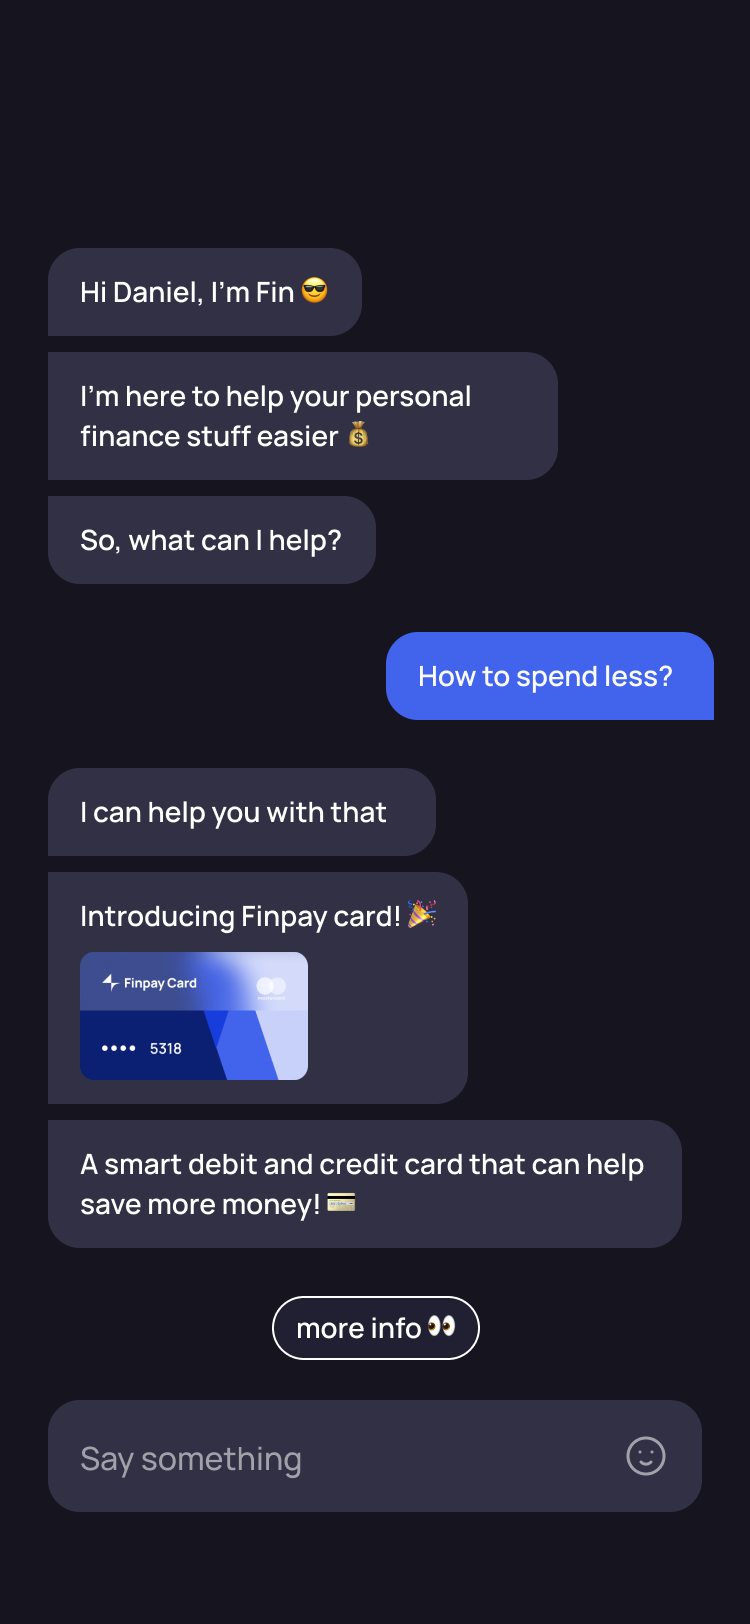 Hi Daniel, I’m Fin 😎
I’m here to help your personal
finance stuff easier 💰
So, what can I help?
How to spend less?
I can help you with that
Introducing Finpay card! 🎉
Finpay Card
•••• 5318
A smart debit and credit card that can help
save more money! 💳
more info 👀
Say something